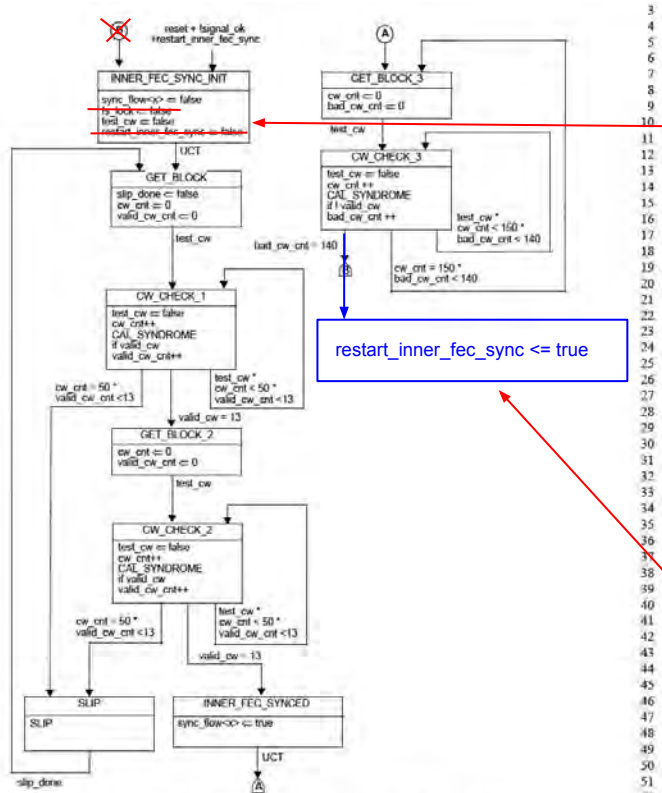 reset + !signal_ok
+restart_inner_fec_sync
INNER_FEC_SYNC_INIT
sync_flow<x> ⇐ false
fs_lock ⇐ false
test_cw ⇐ false
restart_inner_fec_sync ⇐ false
UCT
GET_BLOCK
slip_done ⇐ false
cw_cnt ⇐ 0
valid_cw_cnt ⇐ 0
test_cw
CW_CHECK_1
test_cw ⇐ false
cw_cnt++
CAL_SYNDROME
if valid_cw
valid_cw_cnt++
cw_cnt = 50 *
valid_cw_cnt <13
test_cw *
cw_cnt < 50 *
valid_cw_cnt <13
valid_cw = 13
GET_BLOCK_2
cw_cnt ⇐ 0
valid_cw_cnt ⇐ 0
test_cw
CW_CHECK_2
test_cw ⇐ false
cw_cnt++
CAL_SYNDROME
if valid_cw
valid_cw_cnt++
cw_cnt = 50 *
valid_cw_cnt <13
test_cw *
cw_cnt < 50 *
valid_cw_cnt <13
valid_cw = 13
SLIP
SLIP
slip_done
INNER_FEC_SYNCED
sync_flow<x> ⇐ true
UCT
A
A
GET_BLOCK_3
cw_cnt ⇐ 0
bad_cw_cnt ⇐ 0
test_cw
CW_CHECK_3
test_cw ⇐ false
cw_cnt ++
CAL_SYNDROME
if ! valid_cw
bad_cw_cnt ++
test_cw *
cw_cnt < 150 *
bad_cw_cnt < 140
bad_cw_cnt = 140
B
cw_cnt = 150 *
bad_cw_cnt < 140
restart_inner_fec_sync <= true
3
4
5
6
7
8
9
10
11
12
13
14
15
16
17
18
19
20
21
22
23
24
25
26
27
28
29
30
31
32
33
34
35
36
37
38
39
40
41
42
43
44
45
46
47
48
49
50
51